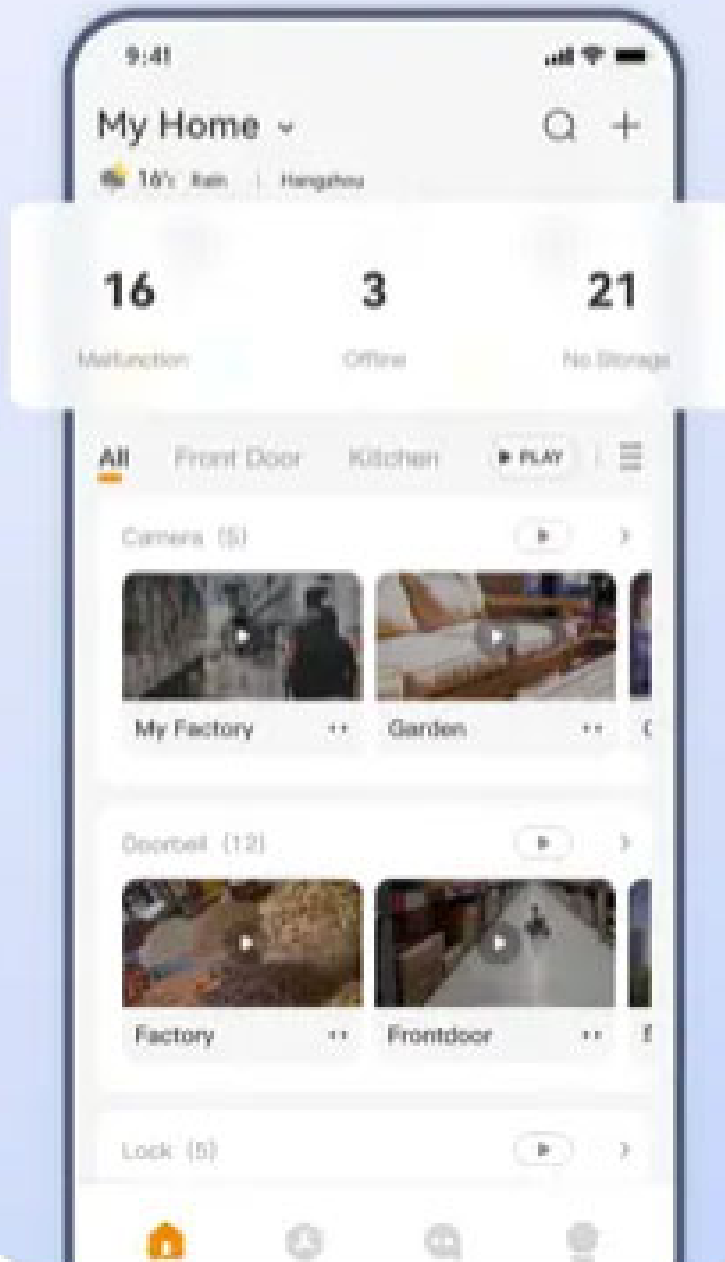 9:41
My Home
16°c Rain | Hangzhou
16 3 21
Malfunction Offline No Storage
All Front Door Kitchen PLAY
Camera (5)
My Factory Garden
Doorbell (12)
Factory Frontdoor
Lock (5)